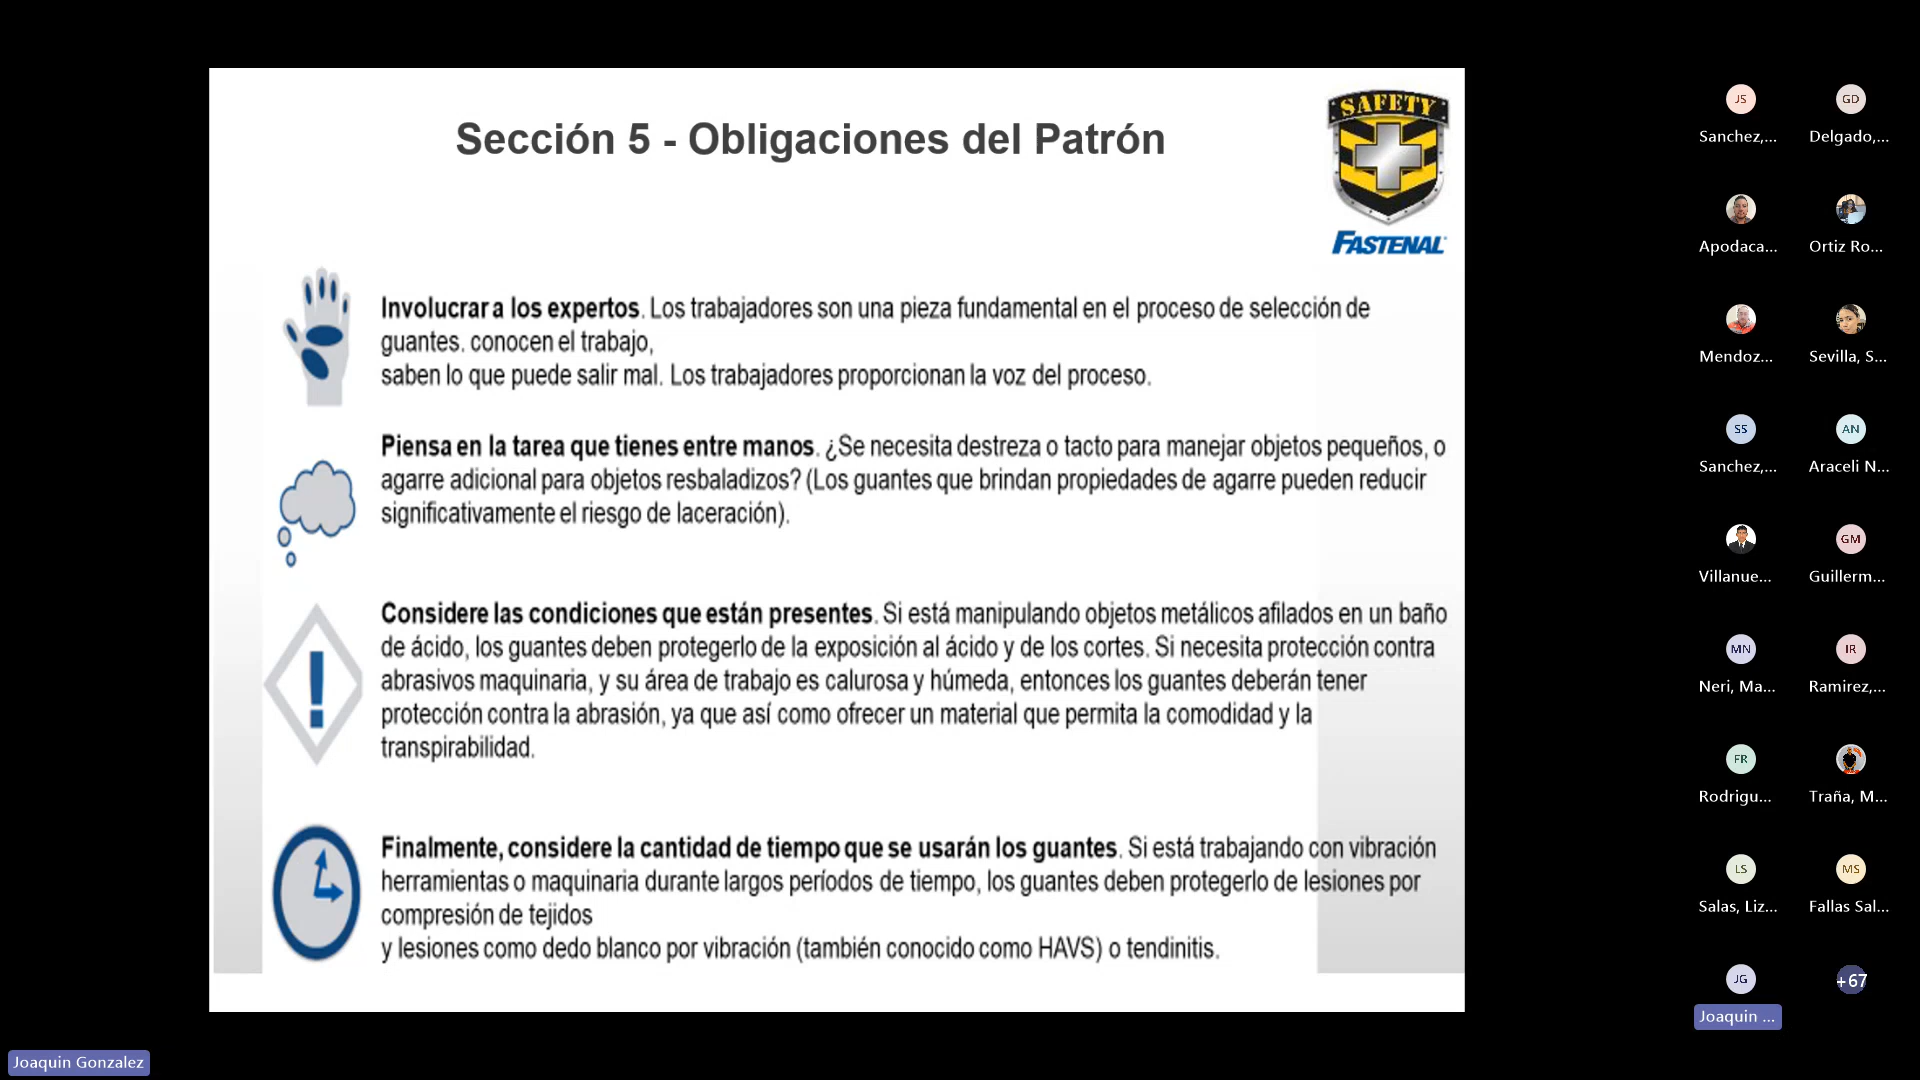 Sección 5 - Obligaciones del Patrón
SAFETY
FASTENAL
Involucrar a los expertos. Los trabajadores son una pieza fundamental en el proceso de selección de
guantes. conocen el trabajo,
saben lo que puede salir mal. Los trabajadores proporcionan la voz del proceso.
Piensa en la tarea que tienes entre manos. ¿Se necesita destreza o tacto para manejar objetos pequeños, o
agarre adicional para objetos resbaladizos? (Los guantes que brindan propiedades de agarre pueden reducir
significativamente el riesgo de laceración).
Considere las condiciones que están presentes. Si está manipulando objetos metálicos afilados en un baño
de ácido, los guantes deben protegerlo de la exposición al ácido y de los cortes. Si necesita protección contra
abrasivos maquinaria, y su área de trabajo es calurosa y húmeda, entonces los guantes deberán tener
protección contra la abrasión, ya que así como ofrecer un material que permita la comodidad y la
transpirabilidad.
Finalmente, considere la cantidad de tiempo que se usarán los guantes. Si está trabajando con vibración
herramientas o maquinaria durante largos períodos de tiempo, los guantes deben protegerlo de lesiones por
compresión de tejidos
y lesiones como dedo blanco por vibración (también conocido como HAVS) o tendinitis.
JS
GD
Sanchez,...
Delgado,...
Apodaca...
Ortiz Ro...
Mendoz...
Sevilla, S...
SS
AN
Sanchez,...
Araceli N...
GM
Villanue...
Guillerm...
MN
IR
Neri, Ma...
Ramirez,...
FR
Rodrigu...
Traña, M...
LS
MS
Salas, Liz...
Fallas Sal...
JG
+67
Joaquin ...
Joaquin Gonzalez